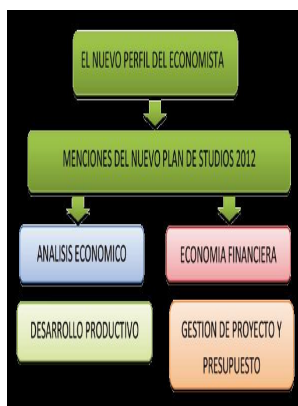 EL NUEVO PERFIL DEL ECONOMISTA
MENCIONES DEL NUEVO PLAN DE STUDIOS 2012
ANALISIS ECONOMICO
ECONOMIA FINANCIERA
DESARROLLO PRODUCTIVO
GESTION DE PROYECTO Y
PRESUPUESTO